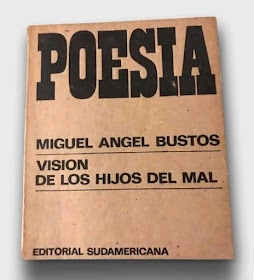 POESIA
MIGUEL ANGEL BUSTOS
VISION
DE LOS HIJOS DEL MAL
EDITORIAL SUDAMERICANA